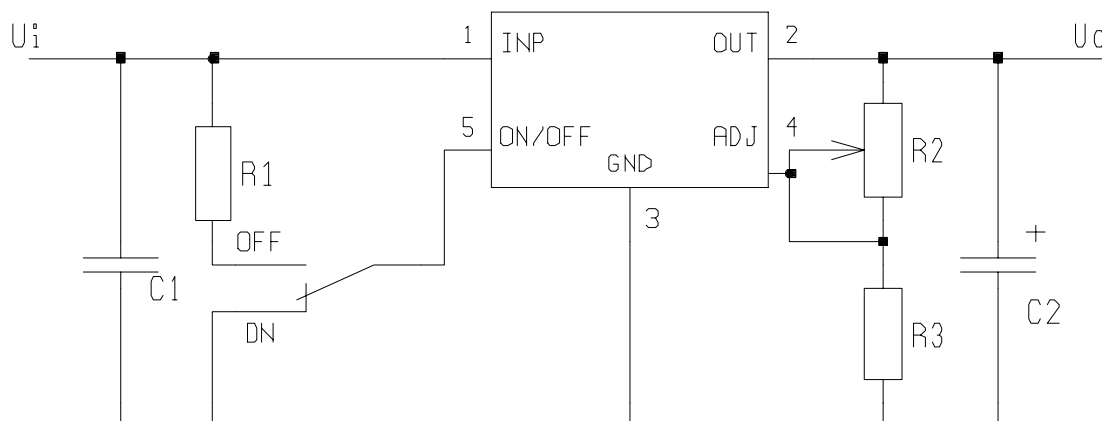 Ui
1
INP
OUT
2
Uo
5
ON/OFF
ADJ
4
GND
3
R1
R2
OFF
+
C1
DN
R3
C2